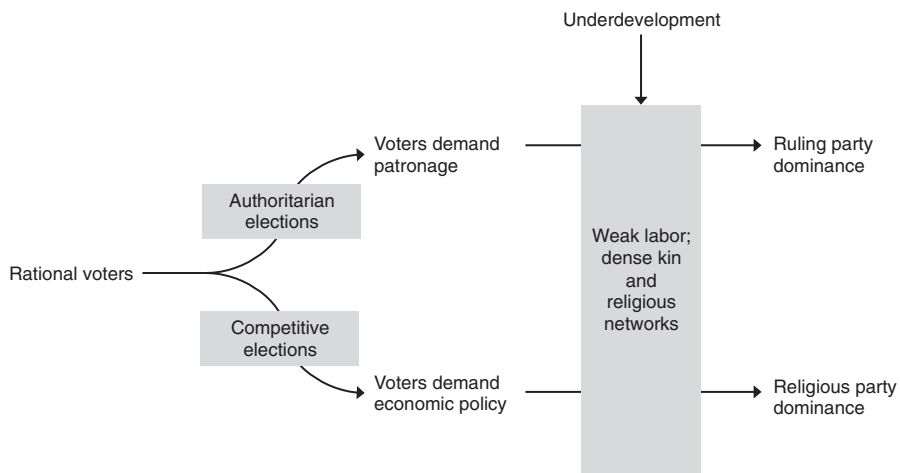 Underdevelopment
Voters demand
patronage
Ruling party
dominance
Authoritarian
elections
Weak labor;
dense kin
and
religious
networks
Rational voters
Competitive
elections
Voters demand
economic policy
Religious party
dominance